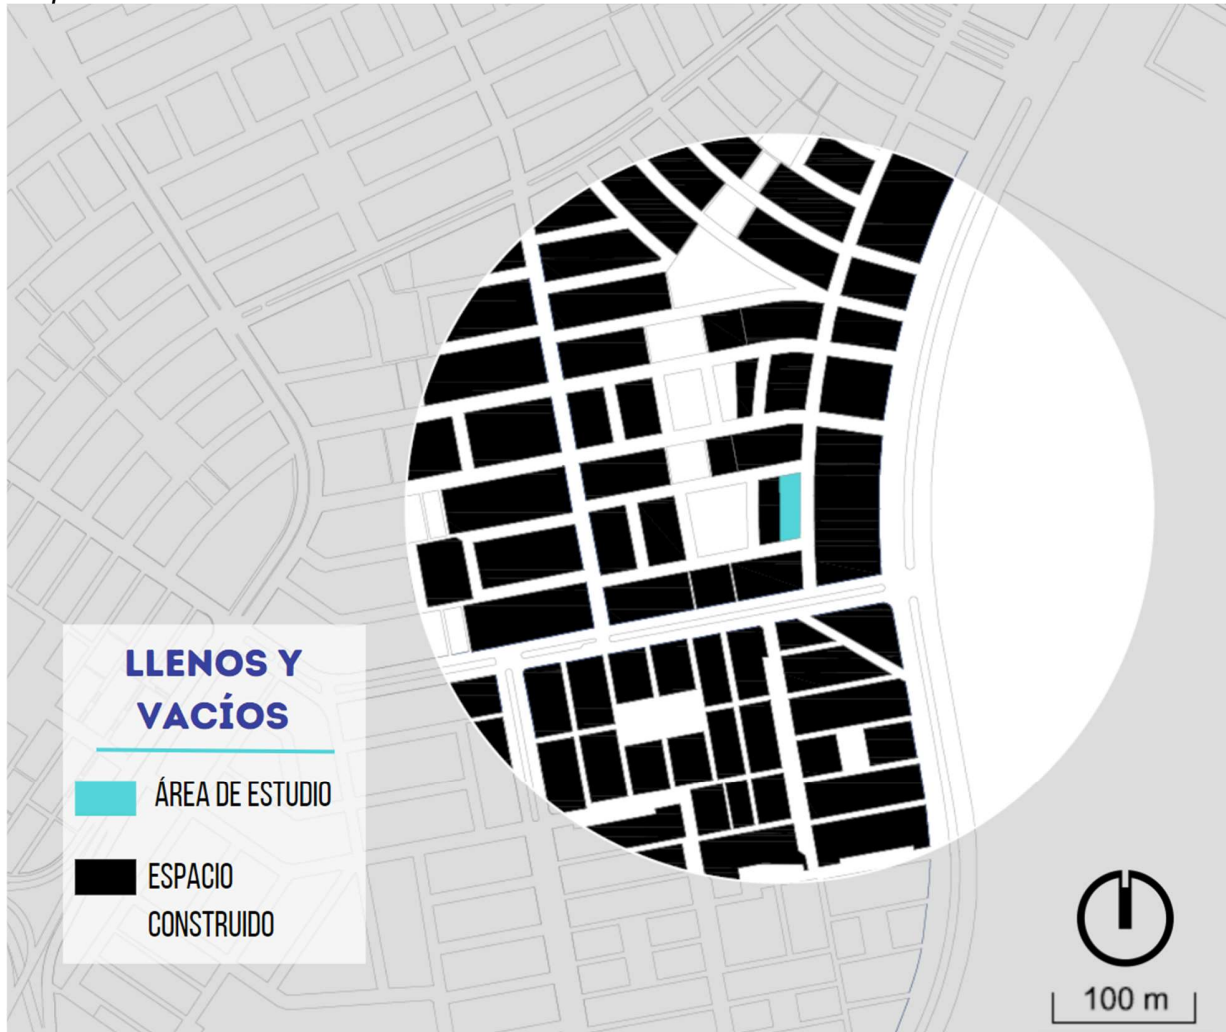 LLENOS Y
VACÍOS
ÁREA DE ESTUDIO
ESPACIO
CONSTRUIDO
100 m